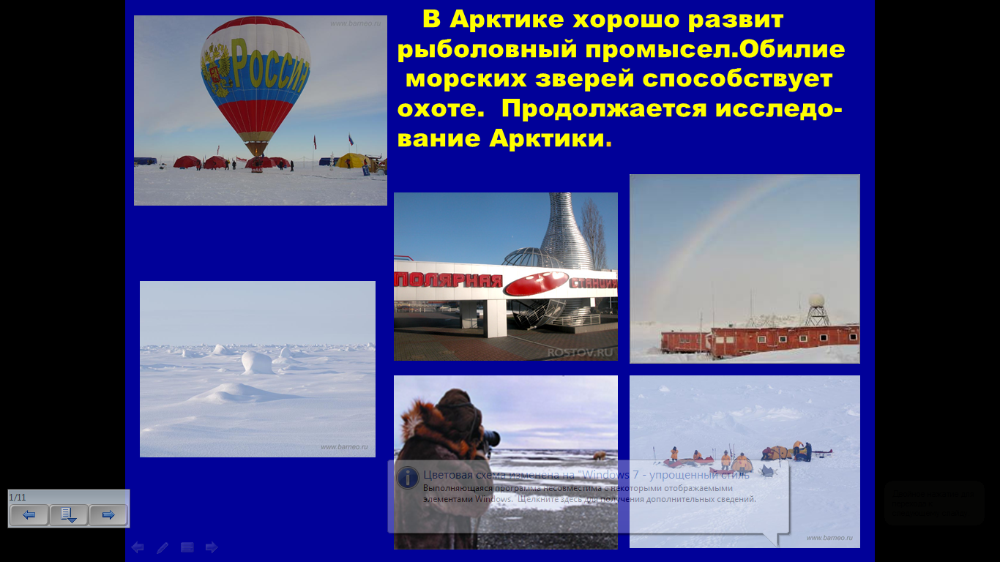 www.barneo.ru
РОССИЯ
В Арктике хорошо развит
рыболовный промысел.Обилие
морских зверей способствует
охоте. Продолжается исследо-
вание Арктики.
ПОЛЯРНАЯ СТАНЦИЯ
ROSTOV.RU
www.barneo.ru
Цветовая схема изменена на "Windows 7 - упрощенный стиль"
Выполняющаяся программа несовместима с некоторыми отображаемыми
элементами Windows. Щелкните здесь для получения дополнительных сведений.
1/11
www.barneo.ru